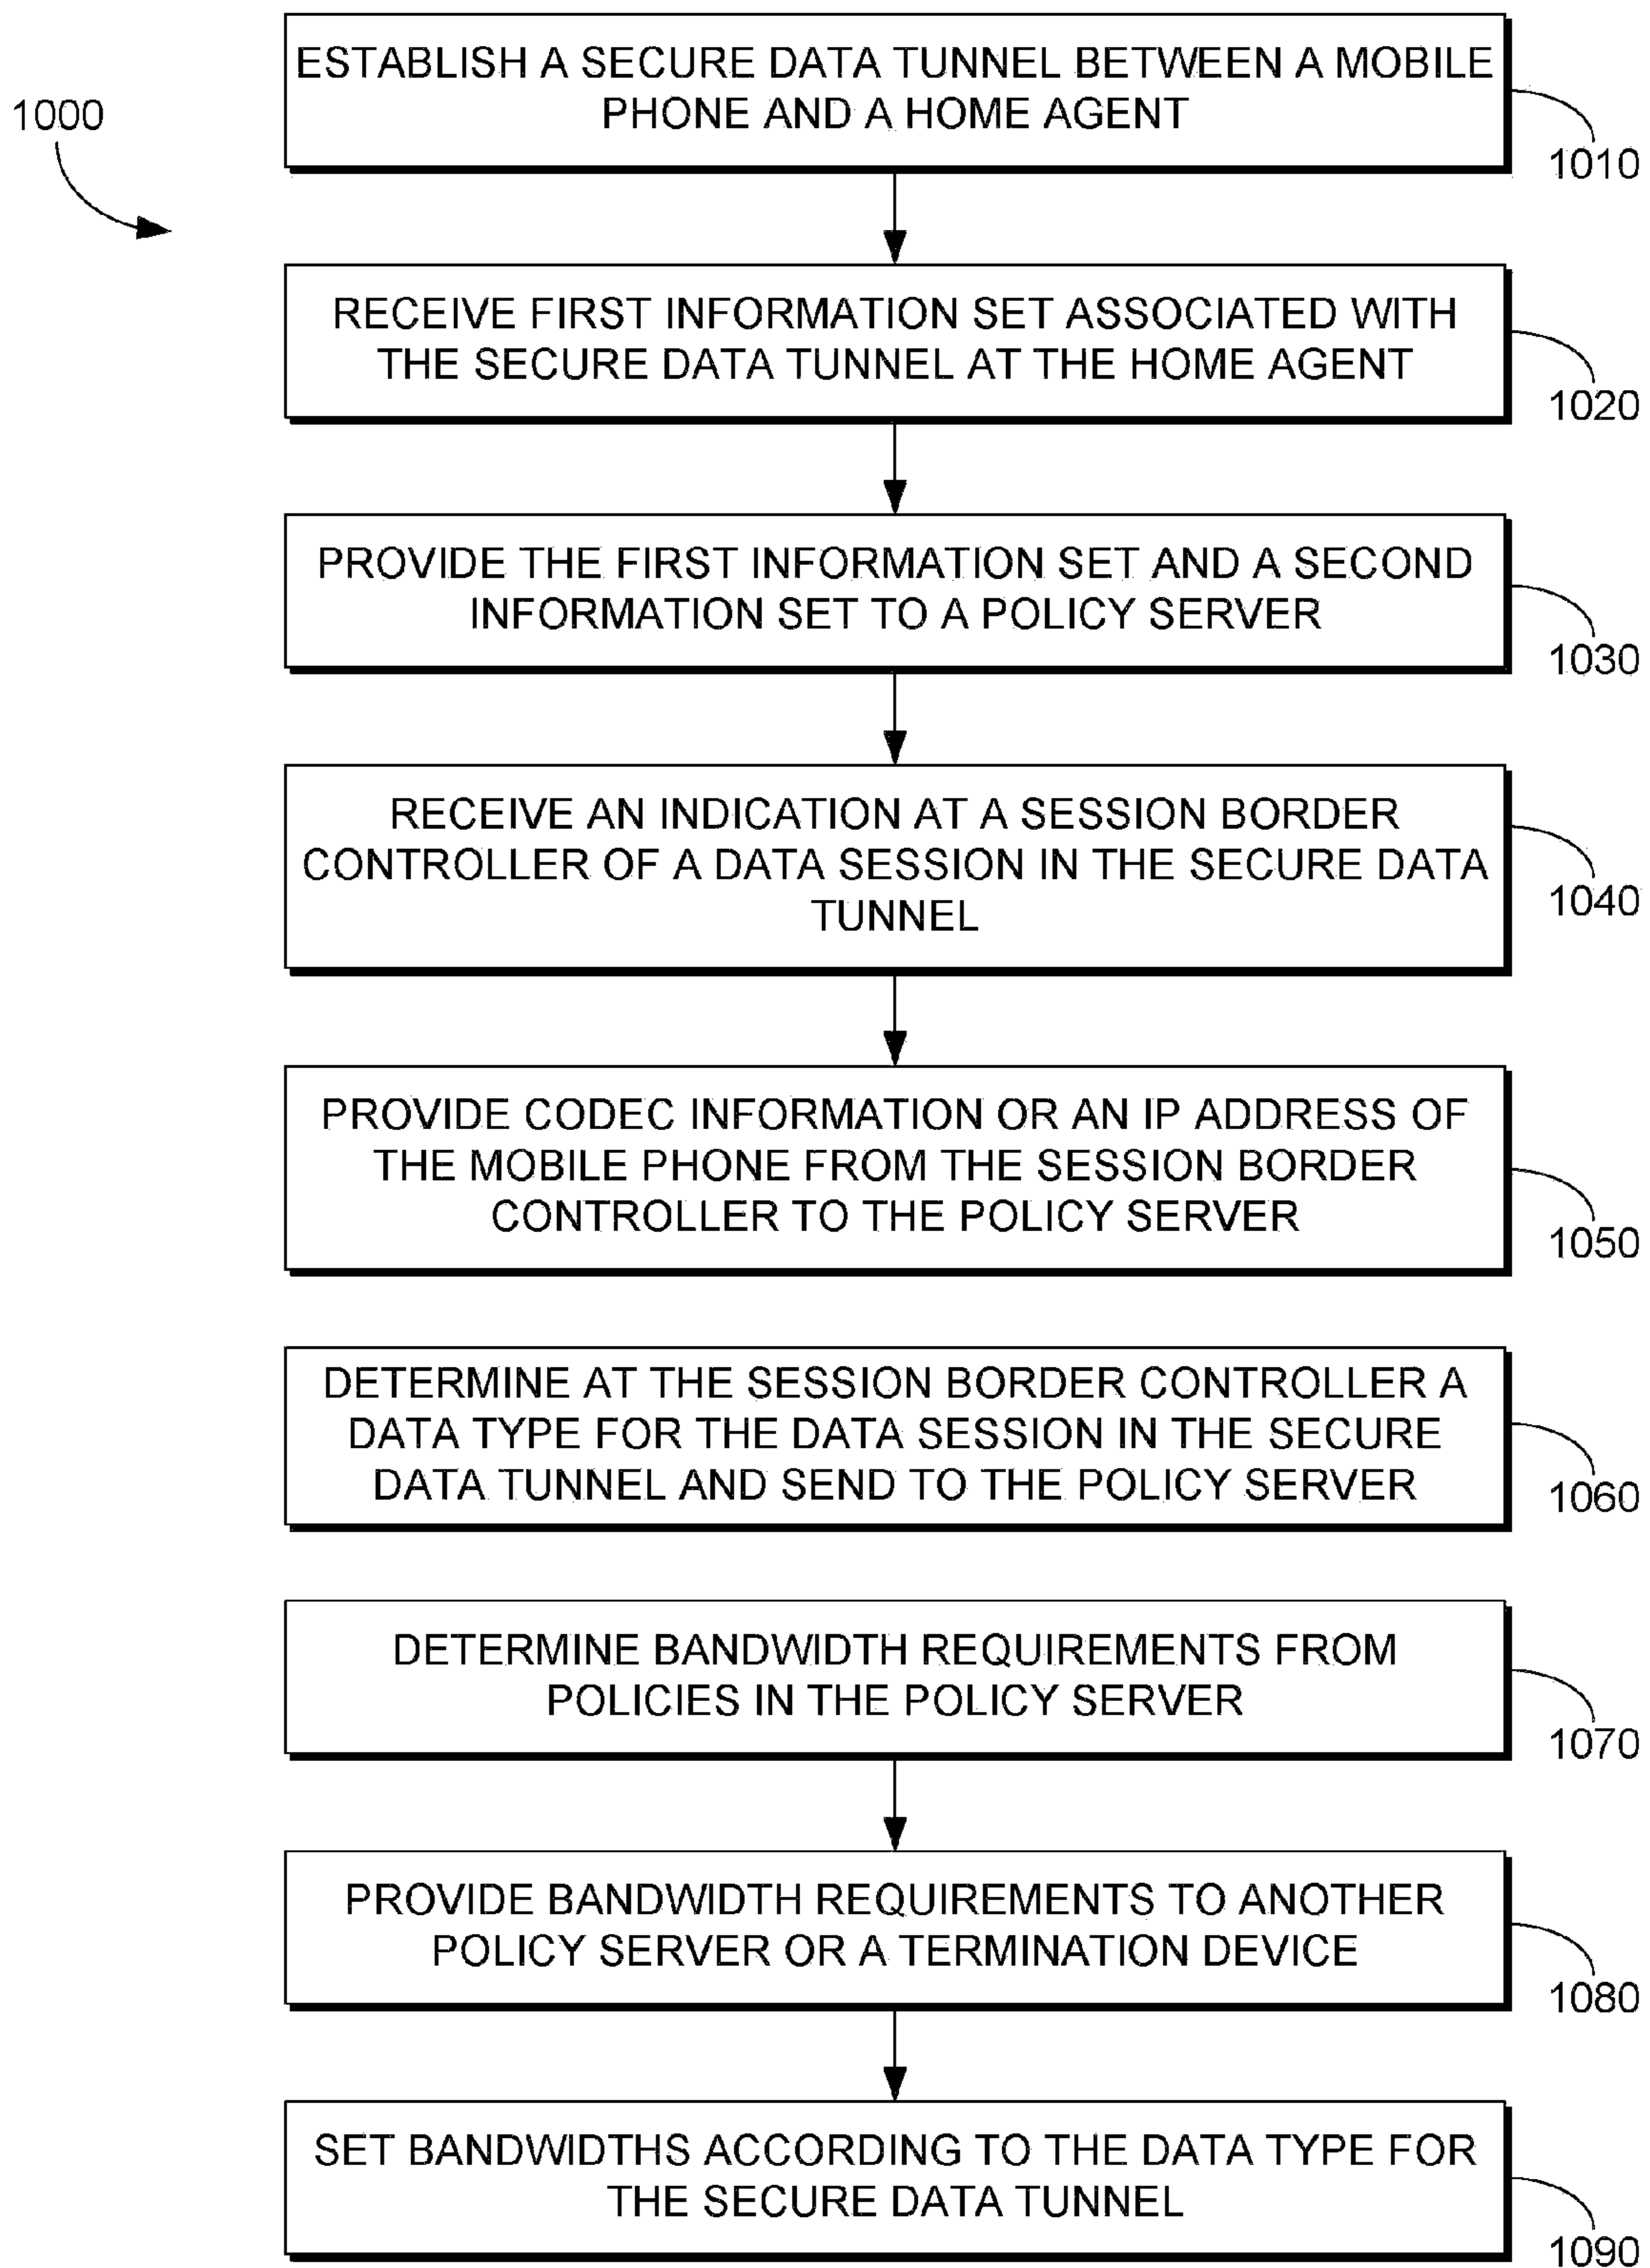 1000
ESTABLISH A SECURE DATA TUNNEL BETWEEN A MOBILE
PHONE AND A HOME AGENT
1010
RECEIVE FIRST INFORMATION SET ASSOCIATED WITH
THE SECURE DATA TUNNEL AT THE HOME AGENT
1020
PROVIDE THE FIRST INFORMATION SET AND A SECOND
INFORMATION SET TO A POLICY SERVER
1030
RECEIVE AN INDICATION AT A SESSION BORDER
CONTROLLER OF A DATA SESSION IN THE SECURE DATA
TUNNEL
1040
PROVIDE CODEC INFORMATION OR AN IP ADDRESS OF
THE MOBILE PHONE FROM THE SESSION BORDER
CONTROLLER TO THE POLICY SERVER
1050
DETERMINE AT THE SESSION BORDER CONTROLLER A
DATA TYPE FOR THE DATA SESSION IN THE SECURE
DATA TUNNEL AND SEND TO THE POLICY SERVER
1060
DETERMINE BANDWIDTH REQUIREMENTS FROM
POLICIES IN THE POLICY SERVER
1070
PROVIDE BANDWIDTH REQUIREMENTS TO ANOTHER
POLICY SERVER OR A TERMINATION DEVICE
1080
SET BANDWIDTHS ACCORDING TO THE DATA TYPE FOR
THE SECURE DATA TUNNEL
1090